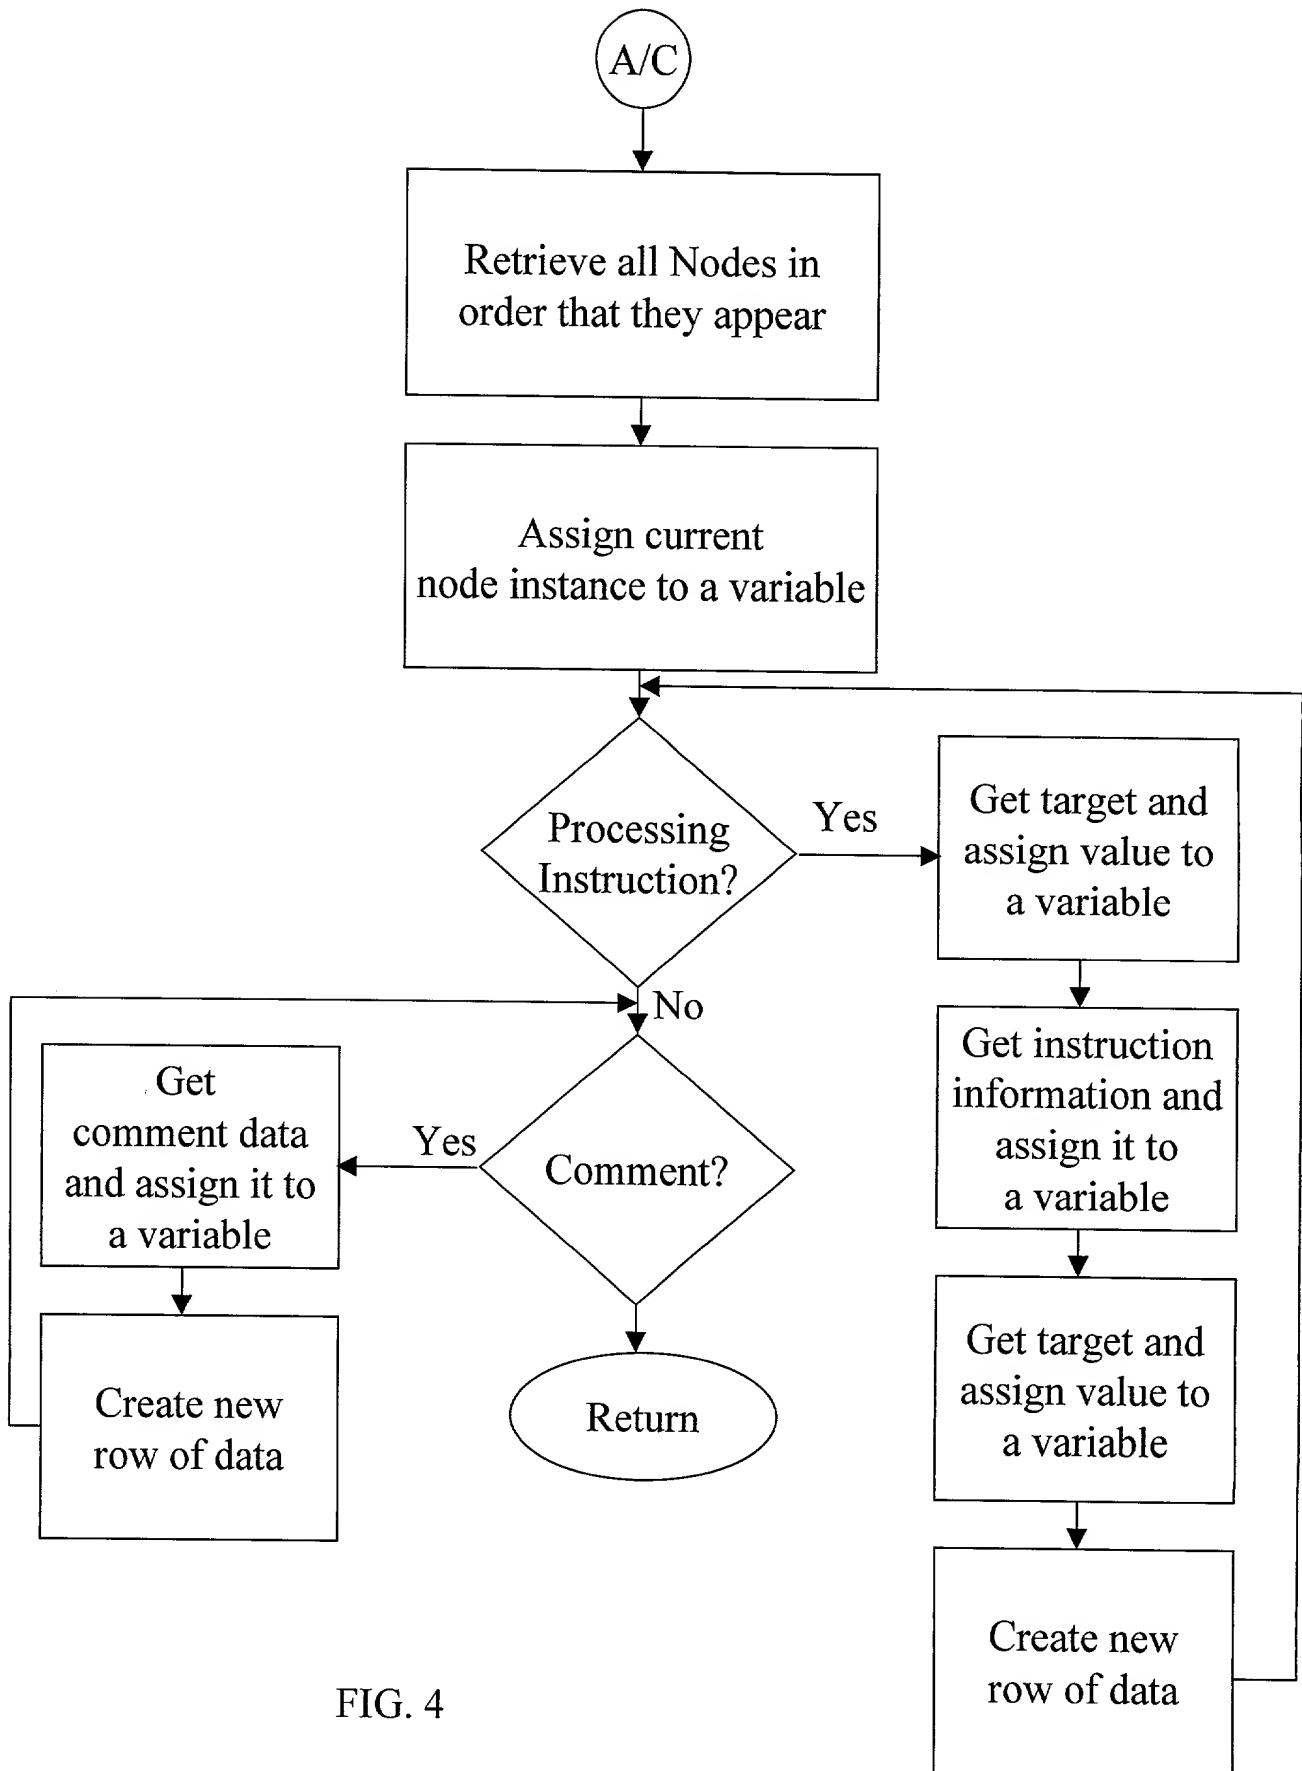 A/C
Retrieve all Nodes in
order that they appear
Assign current
node instance to a variable
Processing
Instruction?
Yes
Get target and
assign value to
a variable
No
Get instruction
information and
assign it to
a variable
Comment?
Yes
Get
comment data
and assign it to
a variable
Create new
row of data
Return
Get target and
assign value to
a variable
Create new
row of data
FIG. 4